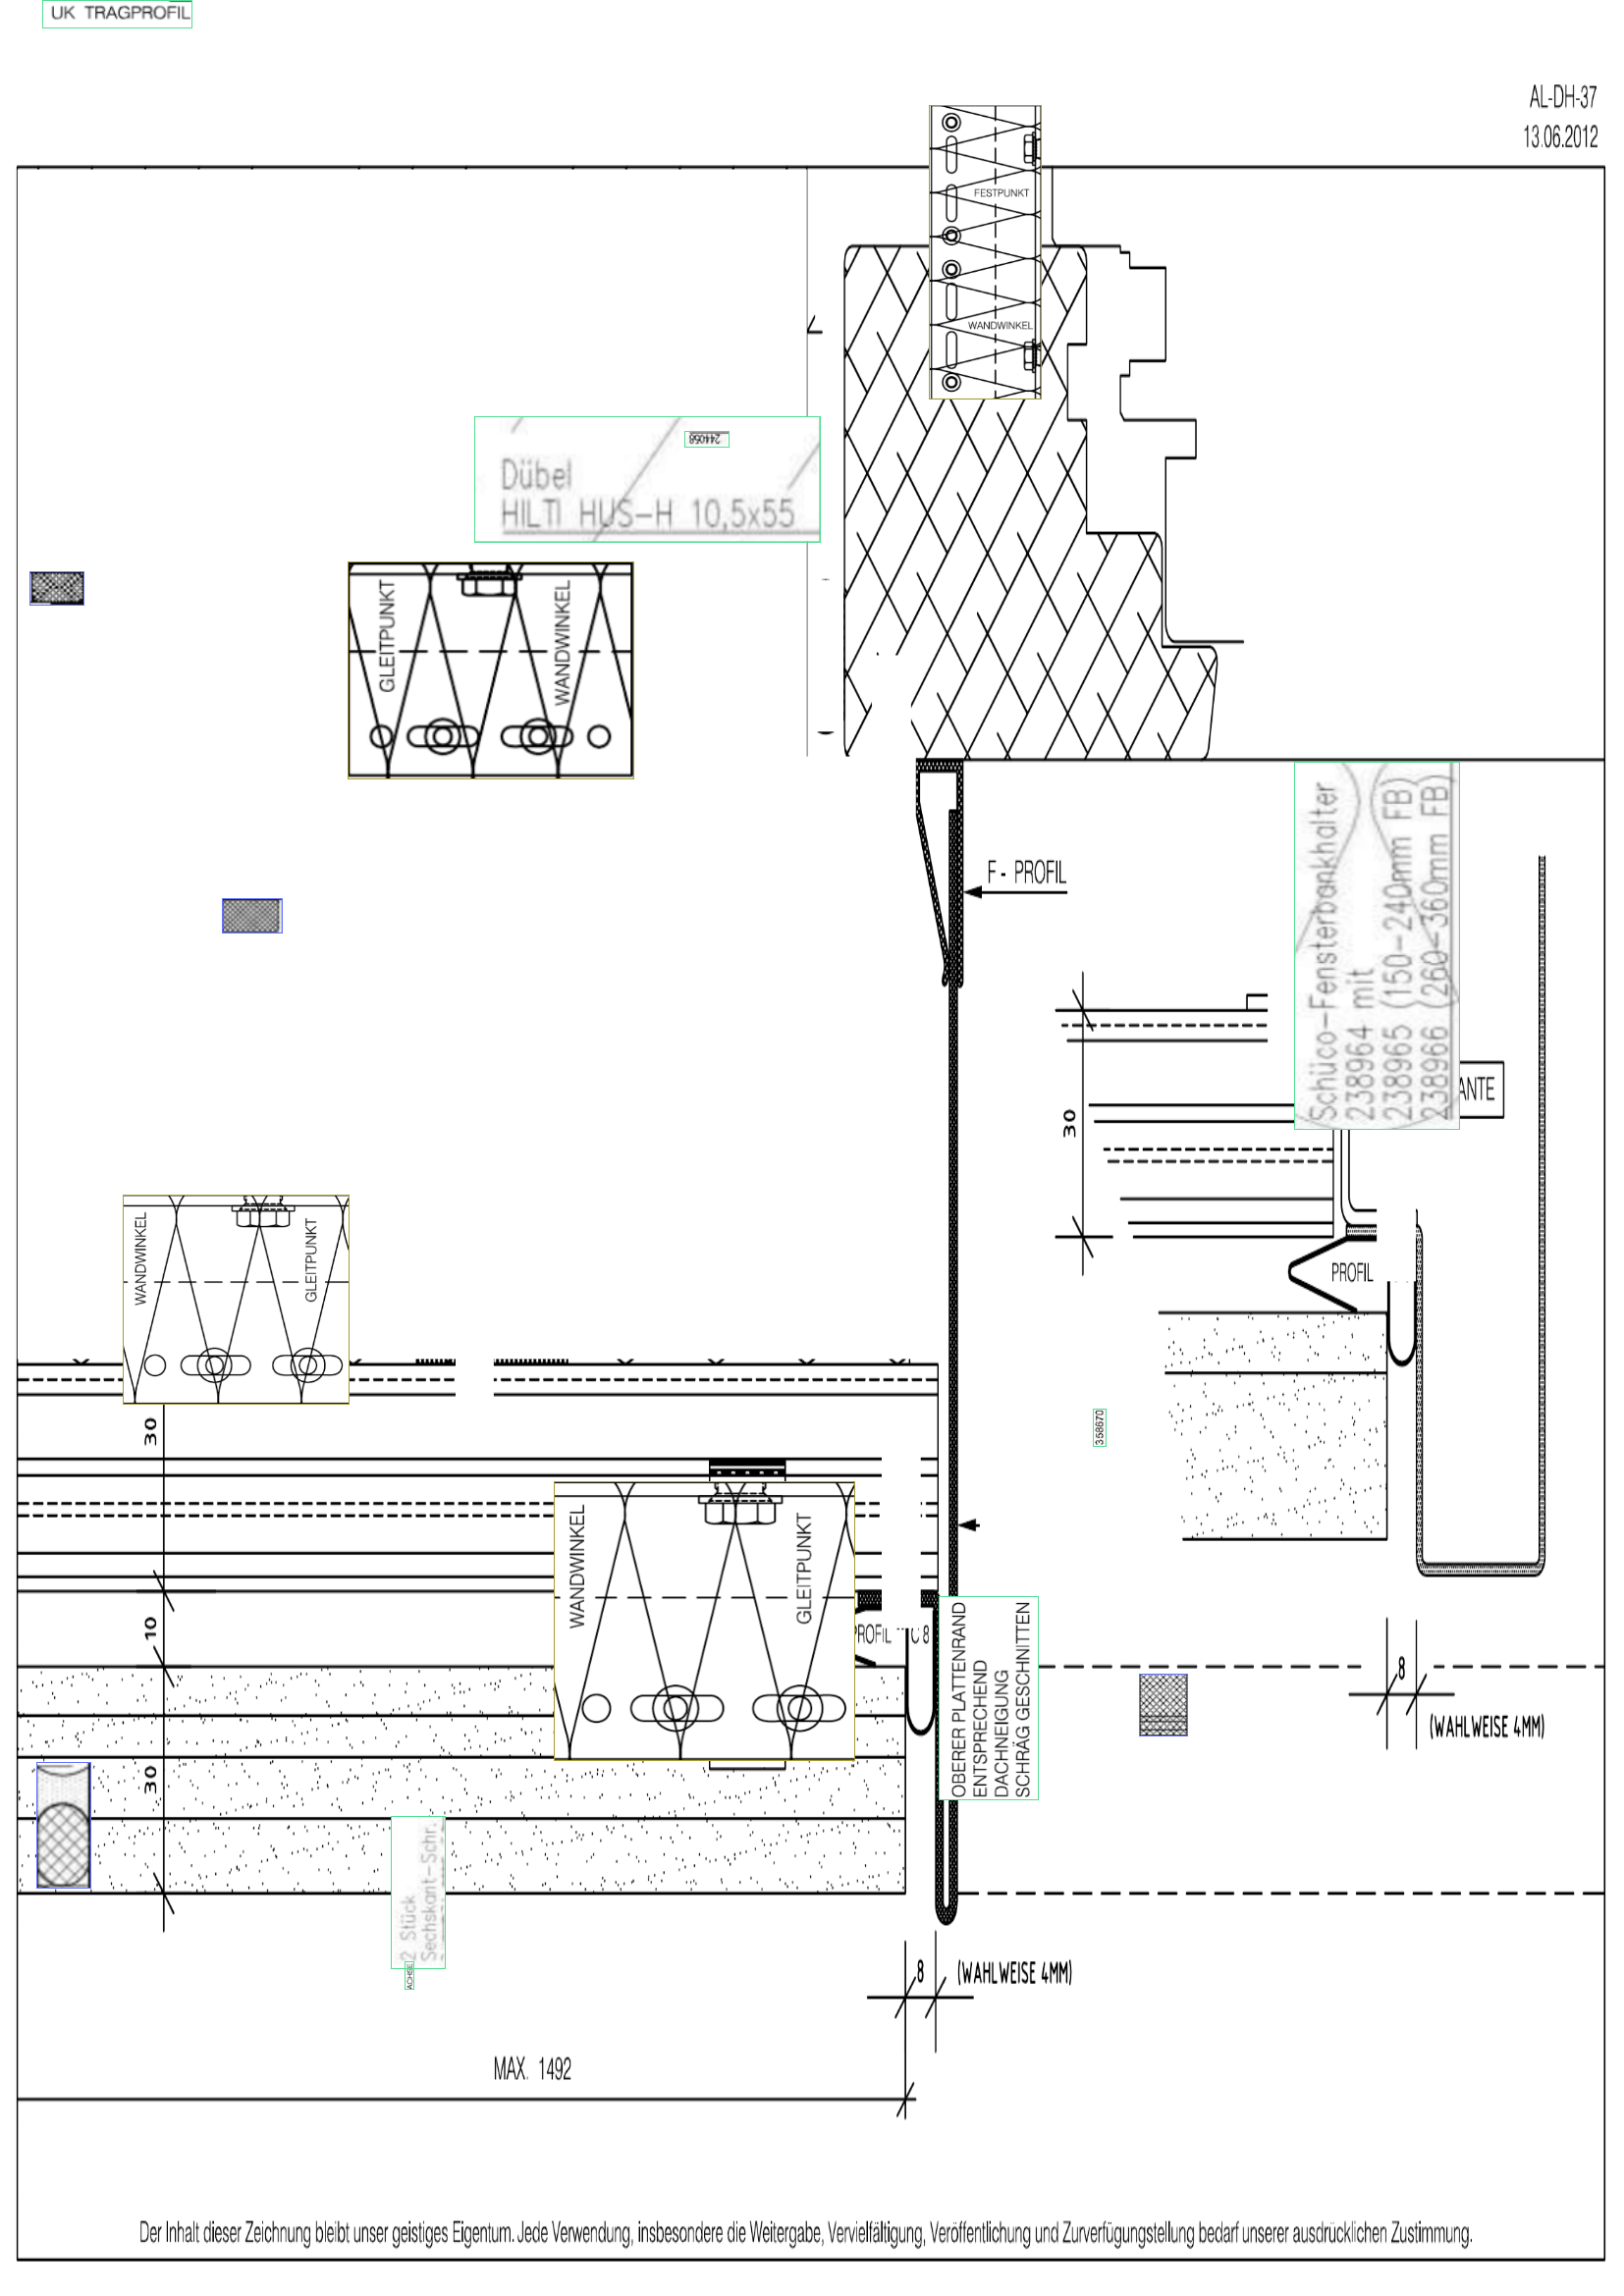 UK TRAGPROFIL
AL-DH-37
13.06.2012
FESTPUNKT
WANDWINKEL
244058
Dübel
HILTI HUS-H 10,5x55
GLEITPUNKT
WANDWINKEL
Schüco-Fensterbankhalter
238964 mit
238965 (150-240mm FB)
238966 (260-360mm FB)
F - PROFIL
ANTE
30
WANDWINKEL
GLEITPUNKT
PROFIL
30
358670
WANDWINKEL
GLEITPUNKT
10
PROFIL
C 8
OBERER PLATTENRAND
ENTSPRECHEND
DACHNEIGUNG
SCHRÄG GESCHNITTEN
8
(WAHLWEISE 4MM)
30
2 Stück
Sechskant-Schr.
ACHSE
8
(WAHLWEISE 4MM)
MAX. 1492
Der Inhalt dieser Zeichnung bleibt unser geistiges Eigentum. Jede Verwendung, insbesondere die Weitergabe, Vervielfältigung, Veröffentlichung und Zurverfügungstellung bedarf unserer ausdrücklichen Zustimmung.